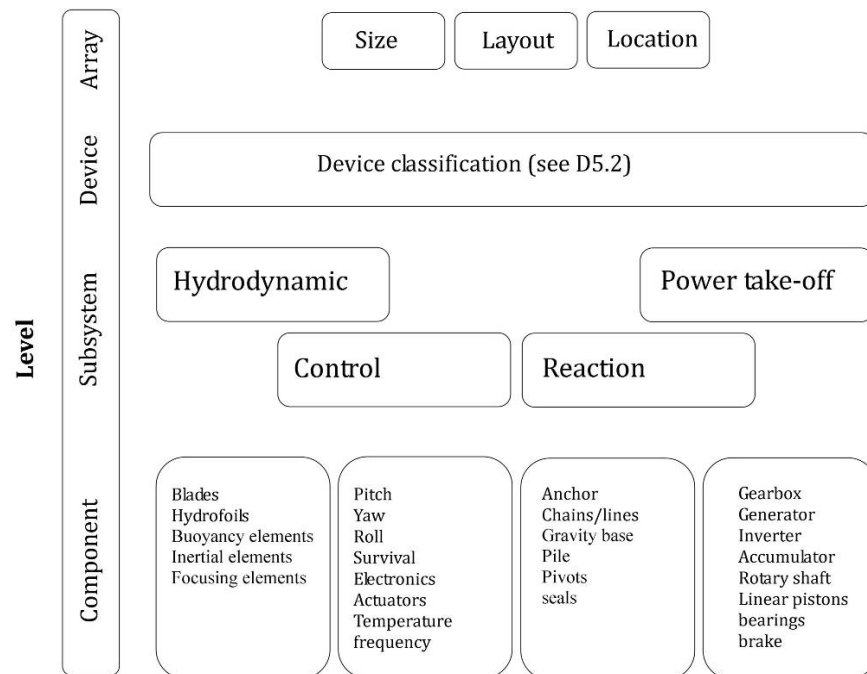 Level
Array
Size
Layout
Location
Device
Device classification (see D5.2)
Subsystem
Hydrodynamic
Power take-off
Control
Reaction
Component
Blades
Hydrofoils
Buoyancy elements
Inertial elements
Focusing elements
Pitch
Yaw
Roll
Survival
Electronics
Actuators
Temperature
frequency
Anchor
Chains/lines
Gravity base
Pile
Pivots
seals
Gearbox
Generator
Inverter
Accumulator
Rotary shaft
Linear pistons
bearings
brake